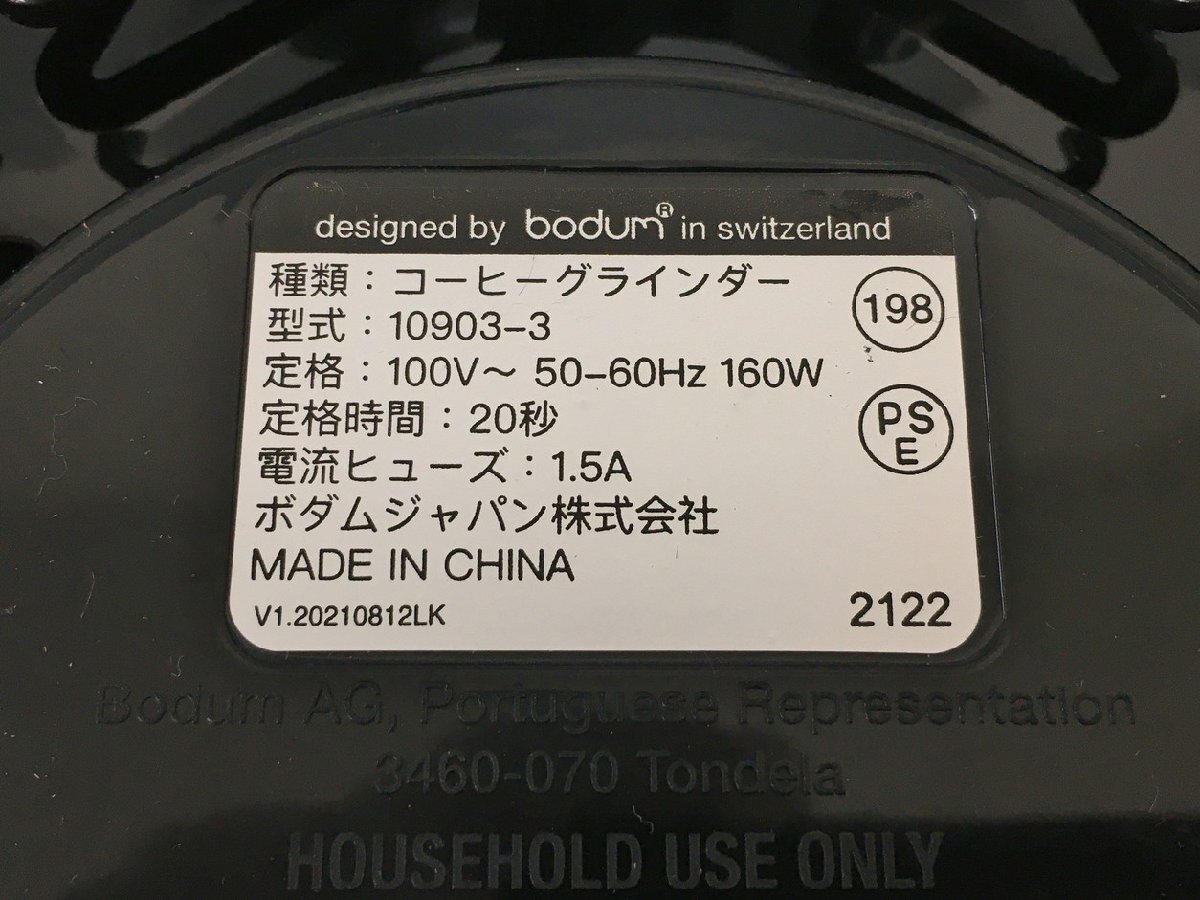 designed by bodum® in switzerland
種類：コーヒーグラインダー
198
型式：10903-3
定格：100V～ 50-60Hz 160W
定格時間：20秒
PS
E
電流ヒューズ：1.5A
ボダムジャパン株式会社
MADE IN CHINA
V1.20210812LK
2122
Bodum AG, Portuguese Representation
3460-070 Tondela
HOUSEHOLD USE ONLY